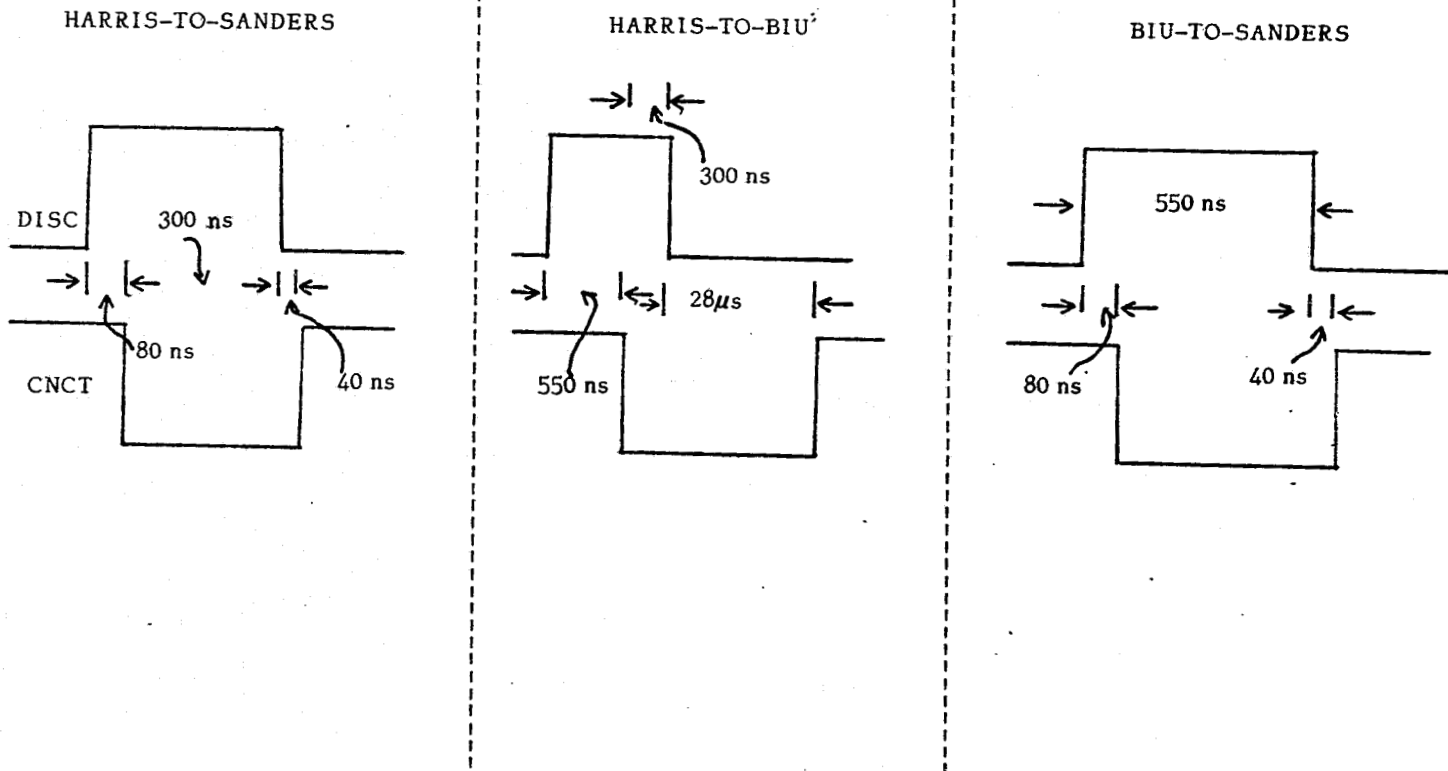 HARRIS-TO-SANDERS
DISC
300 ns
80 ns
40 ns
CNCT
HARRIS-TO-BIU
300 ns
28μs
550 ns
BIU-TO-SANDERS
550 ns
80 ns
40 ns